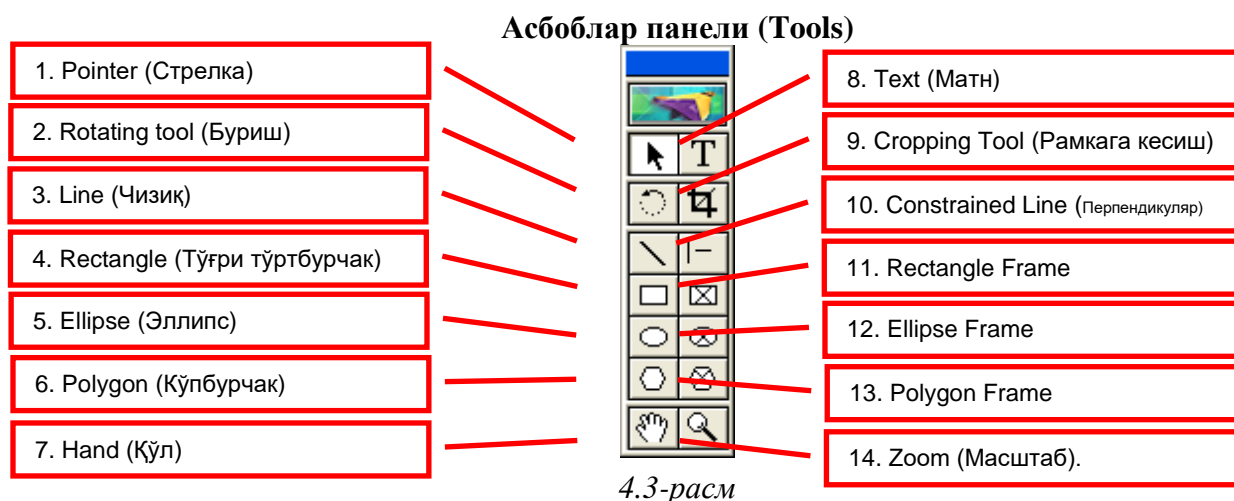 Асбоблар панели (Tools)
1. Pointer (Стрелка)
2. Rotating tool (Буриш)
3. Line (Чизиқ)
4. Rectangle (Тўғри тўртбурчак)
5. Ellipse (Эллипс)
6. Polygon (Кўпбурчак)
7. Hand (Қўл)
T
8. Text (Матн)
9. Cropping Tool (Рамкага кесиш)
10. Constrained Line (Перпендикуляр)
11. Rectangle Frame
12. Ellipse Frame
13. Polygon Frame
14. Zoom (Масштаб).
4.3-расм